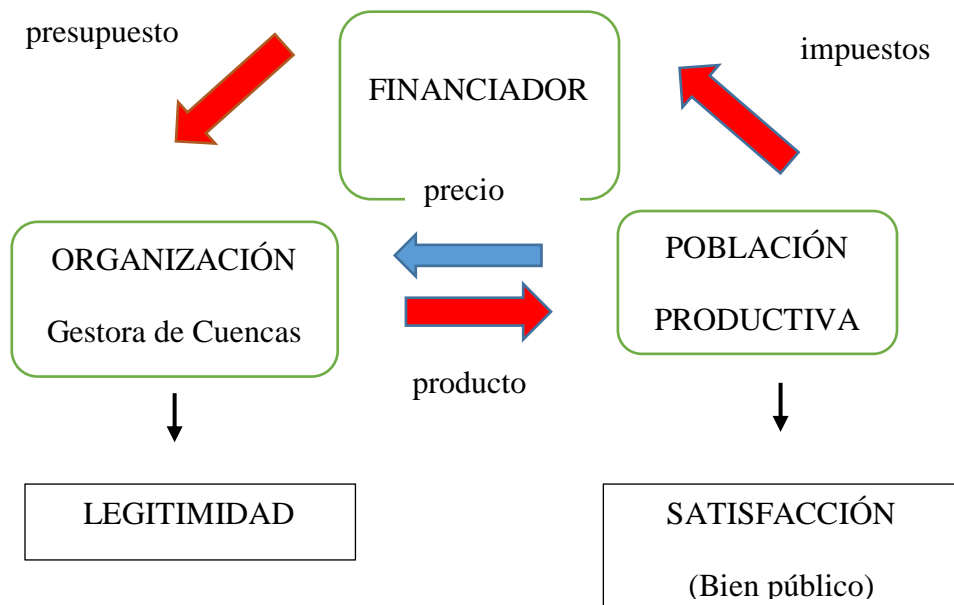 presupuesto
impuestos
FINANCIADOR
precio
ORGANIZACIÓN
Gestora de Cuencas
POBLACIÓN
PRODUCTIVA
producto
LEGITIMIDAD
SATISFACCIÓN
(Bien público)